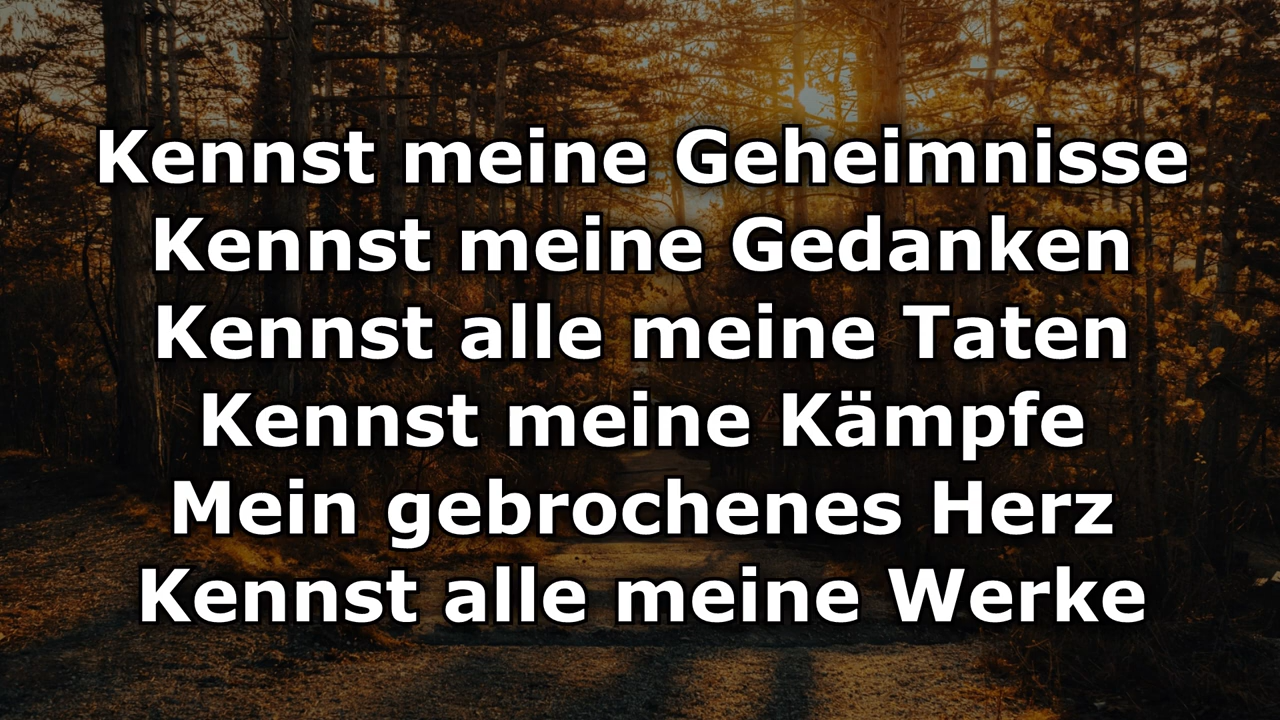 Kennst meine Geheimnisse
Kennst meine Gedanken
Kennst alle meine Taten
Kennst meine Kämpfe
Mein gebrochenes Herz
Kennst alle meine Werke